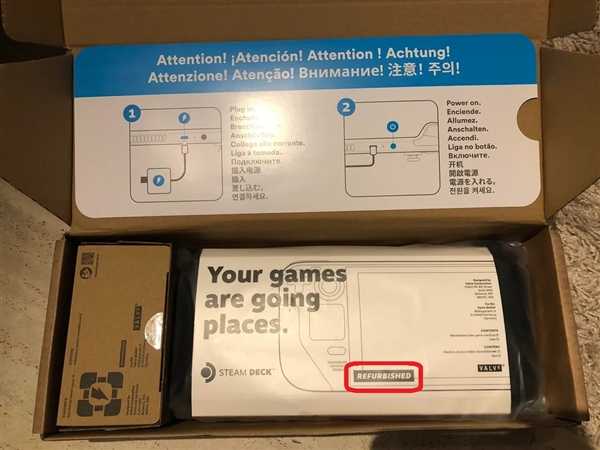 Attention! ¡Atención! Attention ! Achtung!
Attenzione! Atenção! Внимание! 注意! 주의!
1
Plug in.
Enchufa.
Brancher.
Anschließen.
Collega alla corrente.
Liga à tomada.
Подключите.
插入电源
插入
差し込む。
연결하세요.
2
Power on.
Enciende.
Allumez.
Anschalten.
Accendi.
Liga no botão.
Включите.
开机
開啟電源
電源を入れる。
전원을 켜세요.
Your games
are going
places.
STEAM DECK
REFURBISHED
VALVE
VALVE